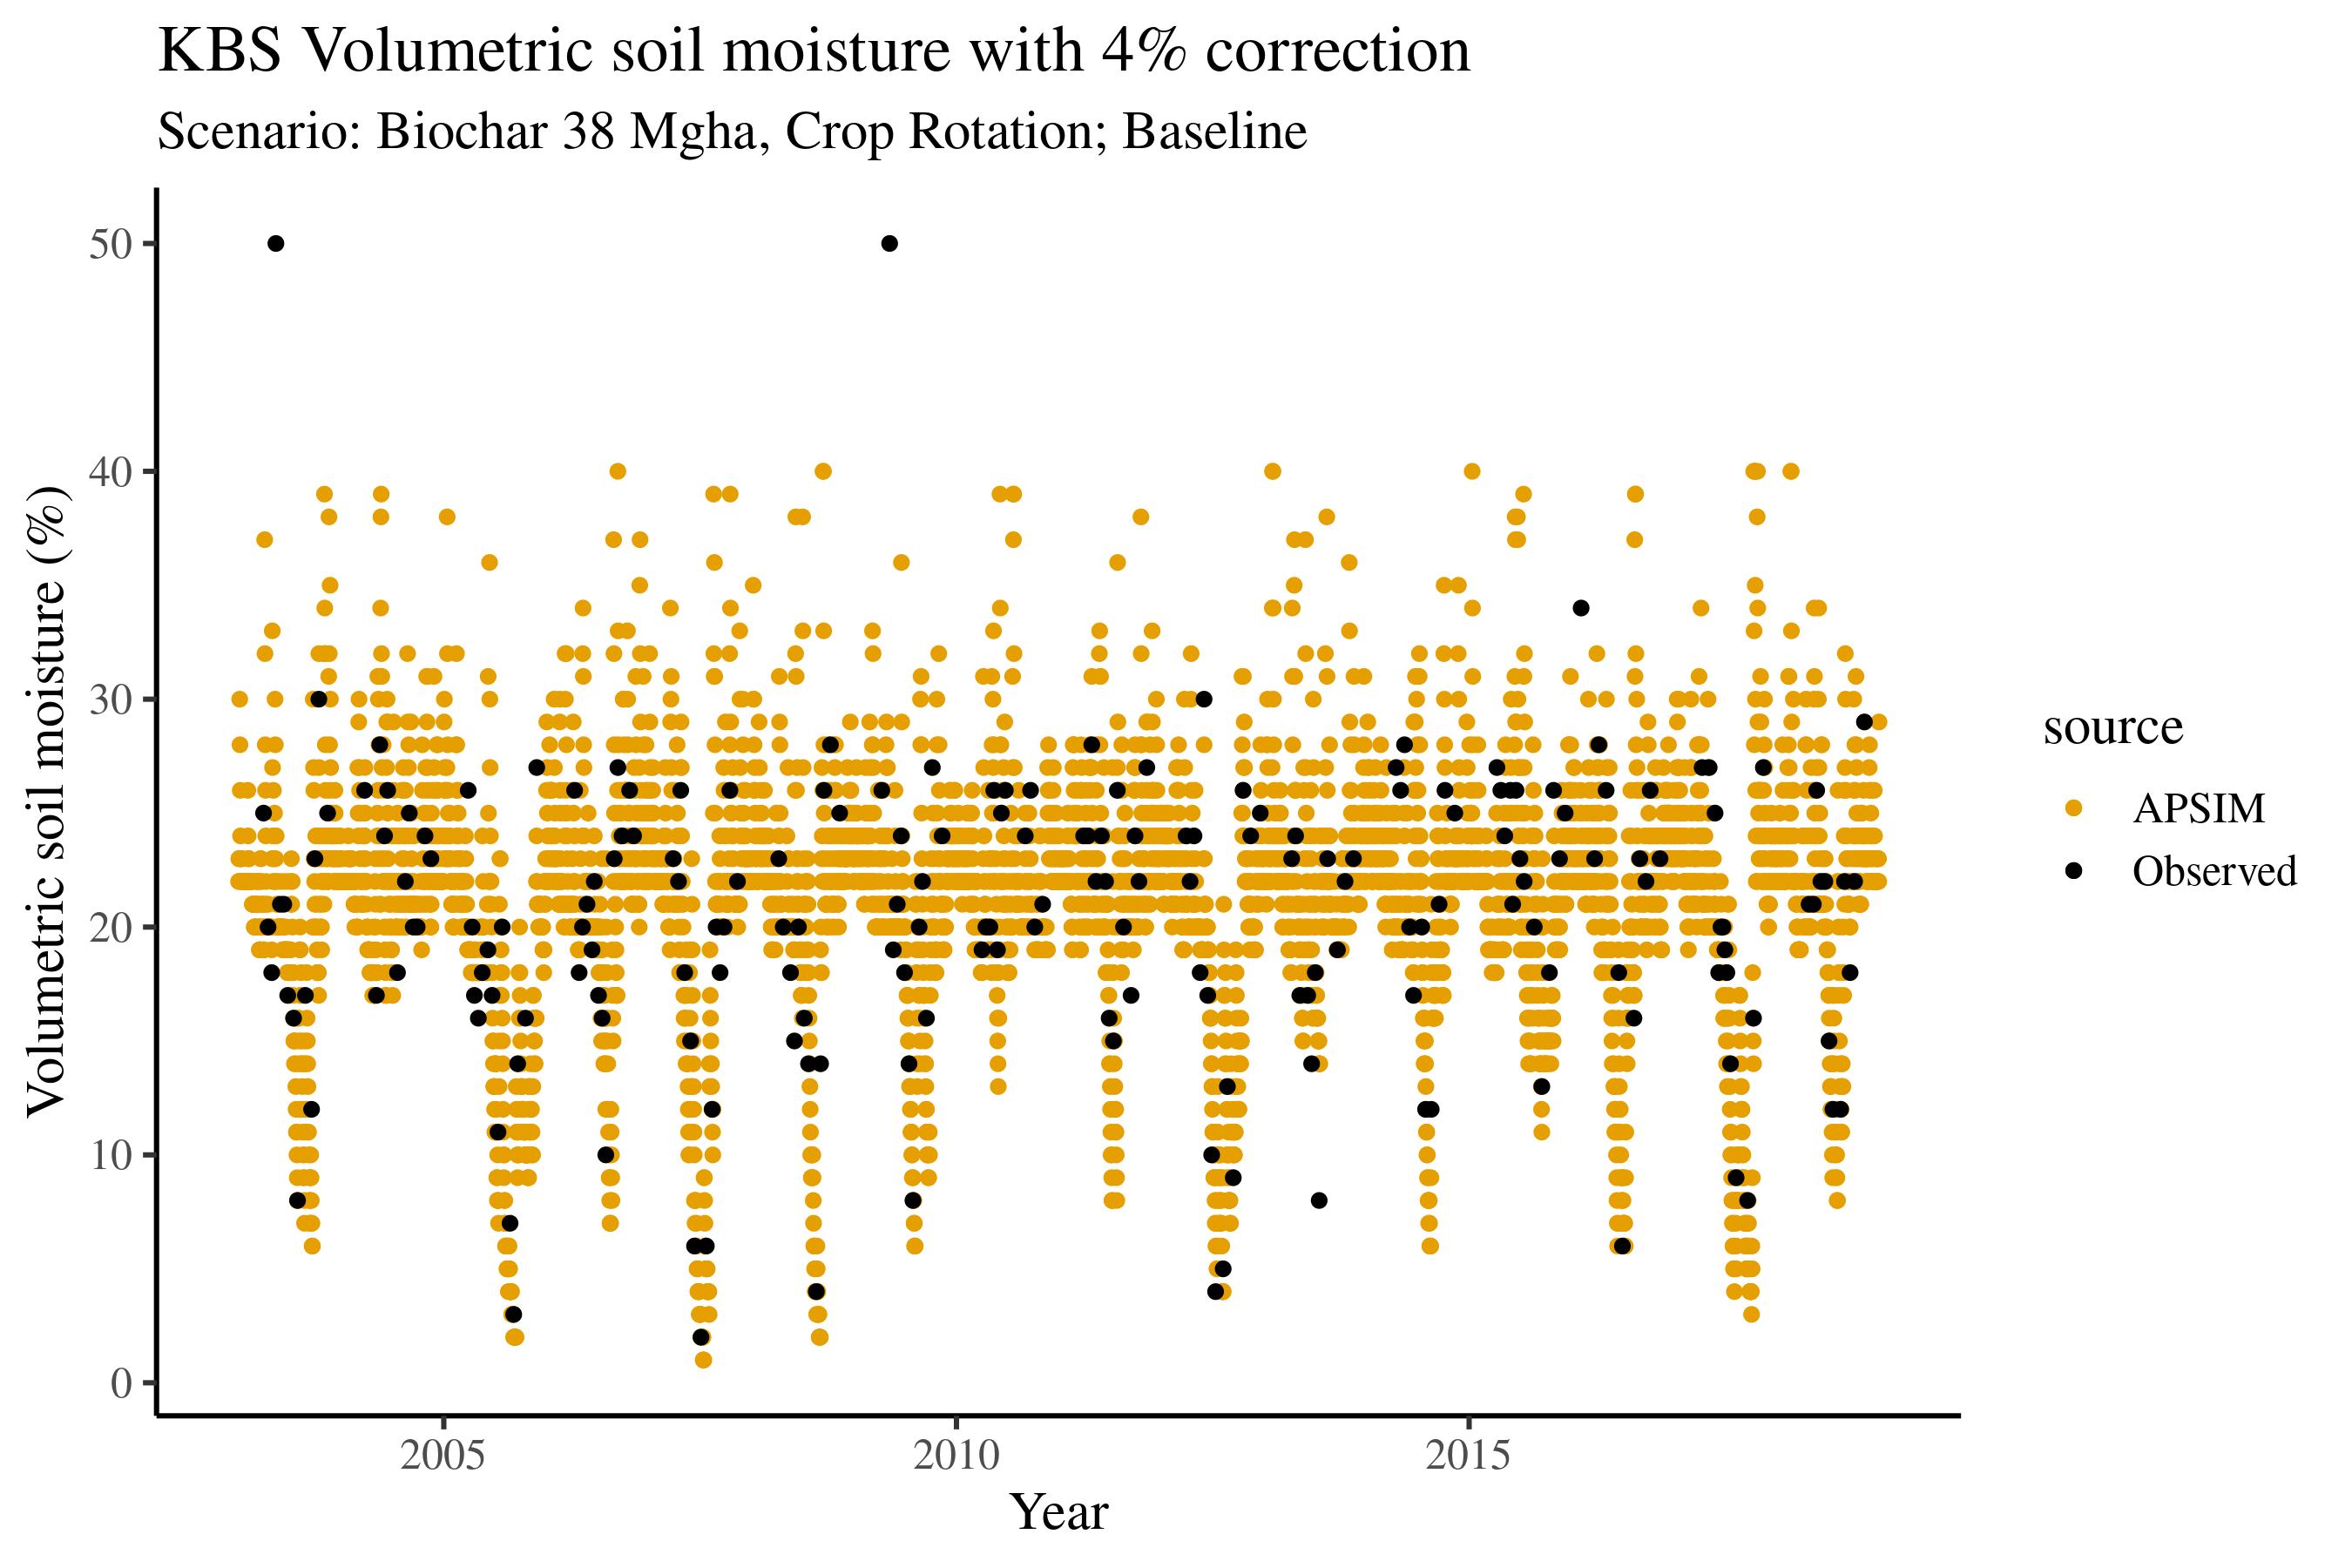 KBS Volumetric soil moisture with 4% correction
Scenario: Biochar 38 Mgha, Crop Rotation; Baseline
50
40
30
20
10
0
Volumetric soil moisture (%)
2005
2010
2015
Year
source
APSIM
Observed